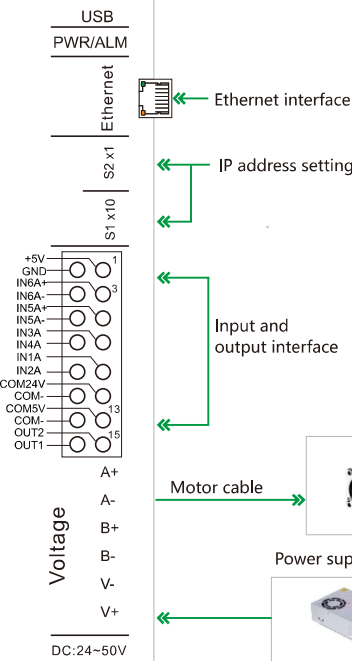 USB
PWR/ALM
Ethernet
Ethernet interface
S2 x1
IP address setting
S1 x10
+5V
1
GND
IN6A+
3
IN6A-
IN5A+
IN5A-
IN3A
IN4A
IN1A
IN2A
COM24V
COM-
COM5V
13
COM-
OUT2
15
OUT1
Input and
output interface
A+
A-
Motor cable
B+
B-
Power sup
V-
V+
Voltage
DC:24~50V